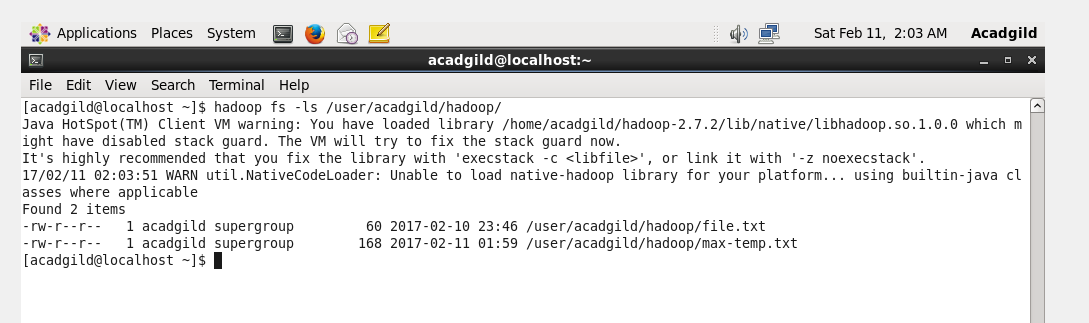 Applications Places System Sat Feb 11, 2:03 AM Acadgild
acadgild@localhost:~
File Edit View Search Terminal Help
[acadgild@localhost ~]$ hadoop fs -ls /user/acadgild/hadoop/
Java HotSpot(TM) Client VM warning: You have loaded library /home/acadgild/hadoop-2.7.2/lib/native/libhadoop.so.1.0.0 which m
ight have disabled stack guard. The VM will try to fix the stack guard now.
It's highly recommended that you fix the library with 'execstack -c <libfile>', or link it with '-z noexecstack'.
17/02/11 02:03:51 WARN util.NativeCodeLoader: Unable to load native-hadoop library for your platform... using builtin-java cl
asses where applicable
Found 2 items
-rw-r--r--   1 acadgild supergroup         60 2017-02-10 23:46 /user/acadgild/hadoop/file.txt
-rw-r--r--   1 acadgild supergroup        168 2017-02-11 01:59 /user/acadgild/hadoop/max-temp.txt
[acadgild@localhost ~]$